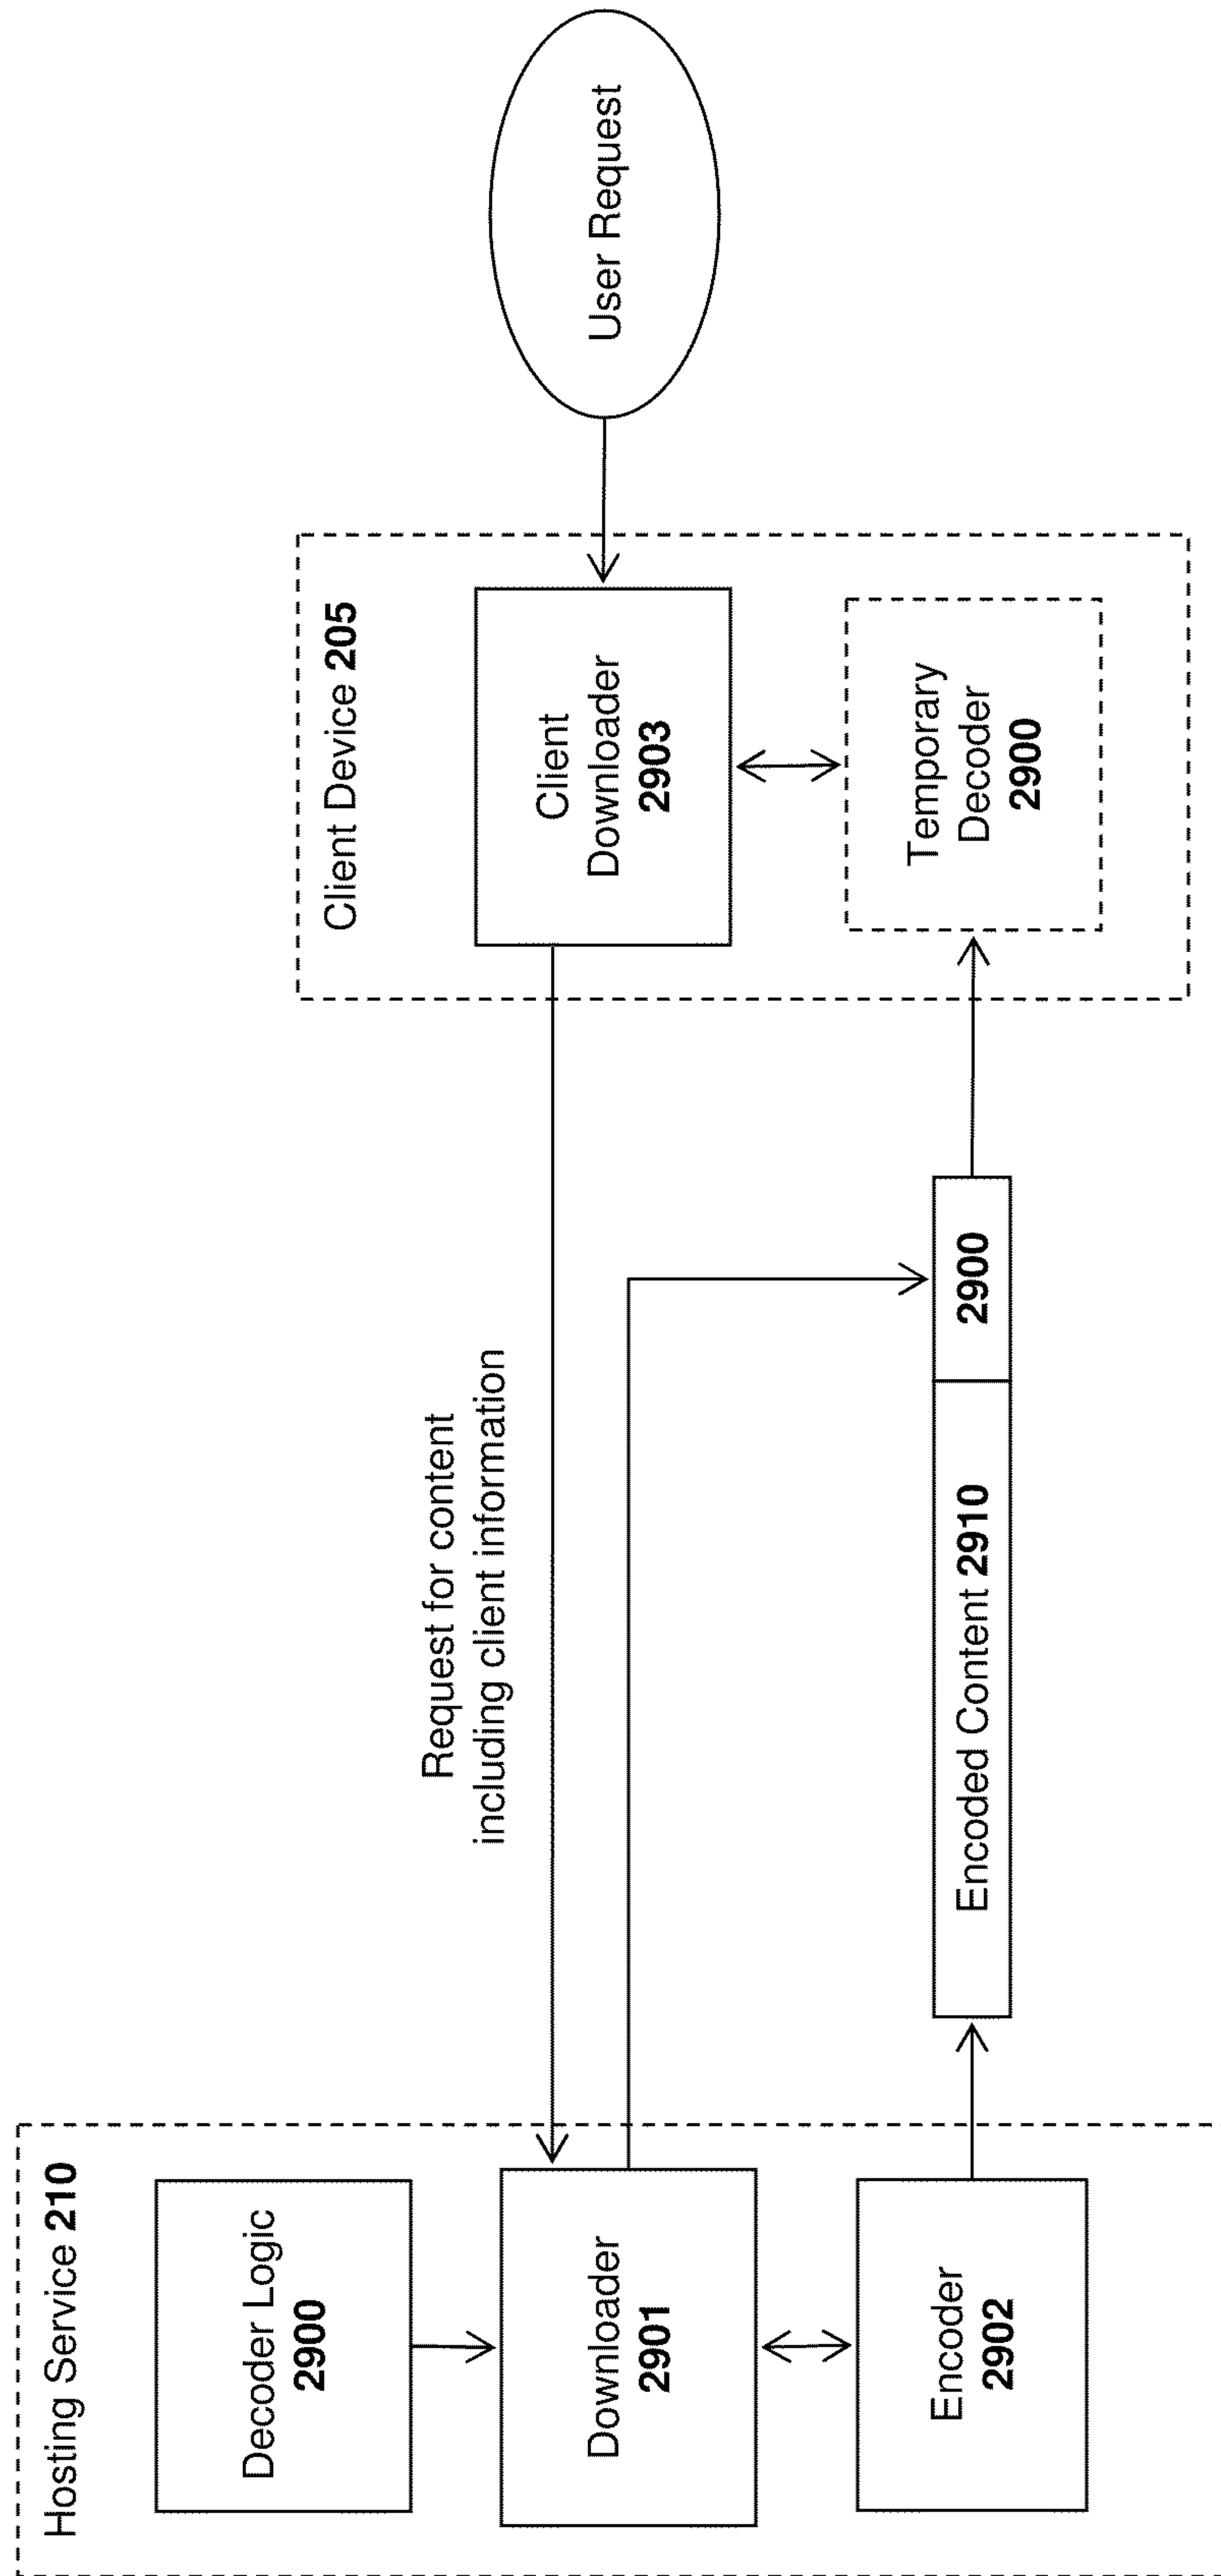 Hosting Service 210
Decoder Logic
2900
Downloader
2901
Encoder
2902
Request for content
including client information
Encoded Content 2910
2900
Client Device 205
Client
Downloader
2903
Temporary
Decoder
2900
User Request